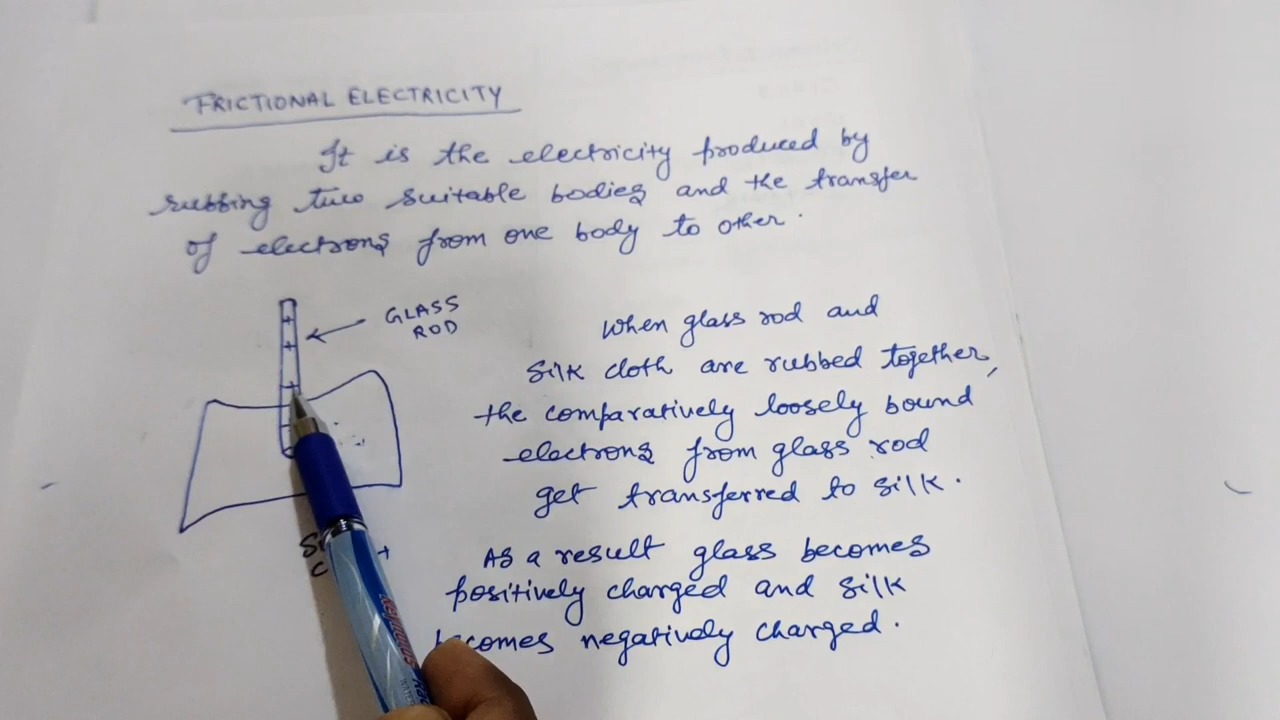 FRICTIONAL ELECTRICITY
It is the electricity produced by
rubbing two suitable bodies and the transfer
of electrons from one body to other.
GLASS
ROD
When glass rod and
Silk cloth are rubbed together,
the comparatively loosely bound
electrons from glass rod
get transferred to silk.
As a result glass becomes
positively charged and silk
becomes negatively charged.